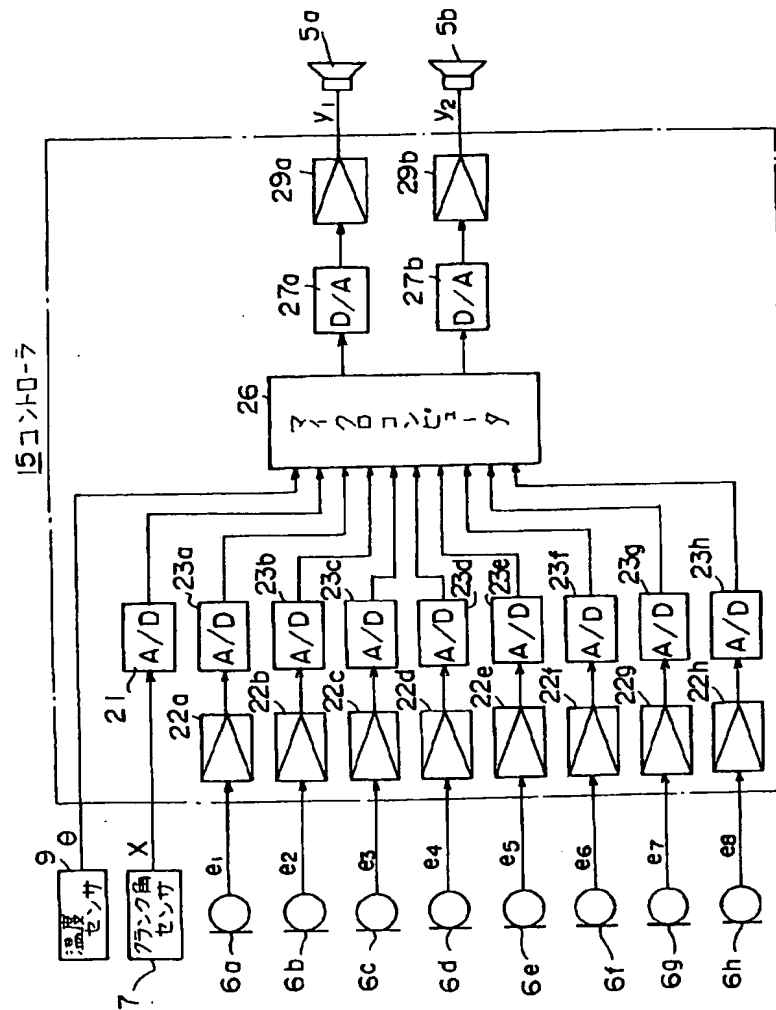 15 コントローラ
9
温度
センサ
θ
7
クランク角
センサ
X
21
A/D
6a
e1
22a
23a
A/D
6b
e2
22b
23b
A/D
6c
e3
22c
23c
A/D
6d
e4
22d
23d
A/D
6e
e5
22e
23e
A/D
6f
e6
22f
23f
A/D
6g
e7
22g
23g
A/D
6h
e8
22h
23h
A/D
26
マイクロコンピュータ
27a
D/A
29a
y1
5a
27b
D/A
29b
y2
5b